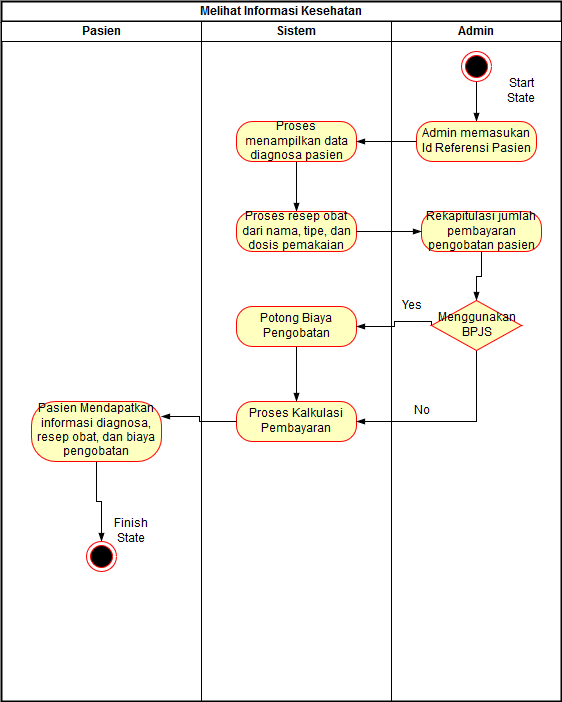 Melihat Informasi Kesehatan
Pasien
Sistem
Admin
Start
State
Admin memasukan
Id Referensi Pasien
Proses
menampilkan data
diagnosa pasien
Proses resep obat
dari nama, tipe, dan
dosis pemakaian
Rekapitulasi jumlah
pembayaran
pengobatan pasien
Menggunakan
BPJS
Yes
Potong Biaya
Pengobatan
No
Proses Kalkulasi
Pembayaran
Pasien Mendapatkan
informasi diagnosa,
resep obat, dan biaya
pengobatan
Finish
State